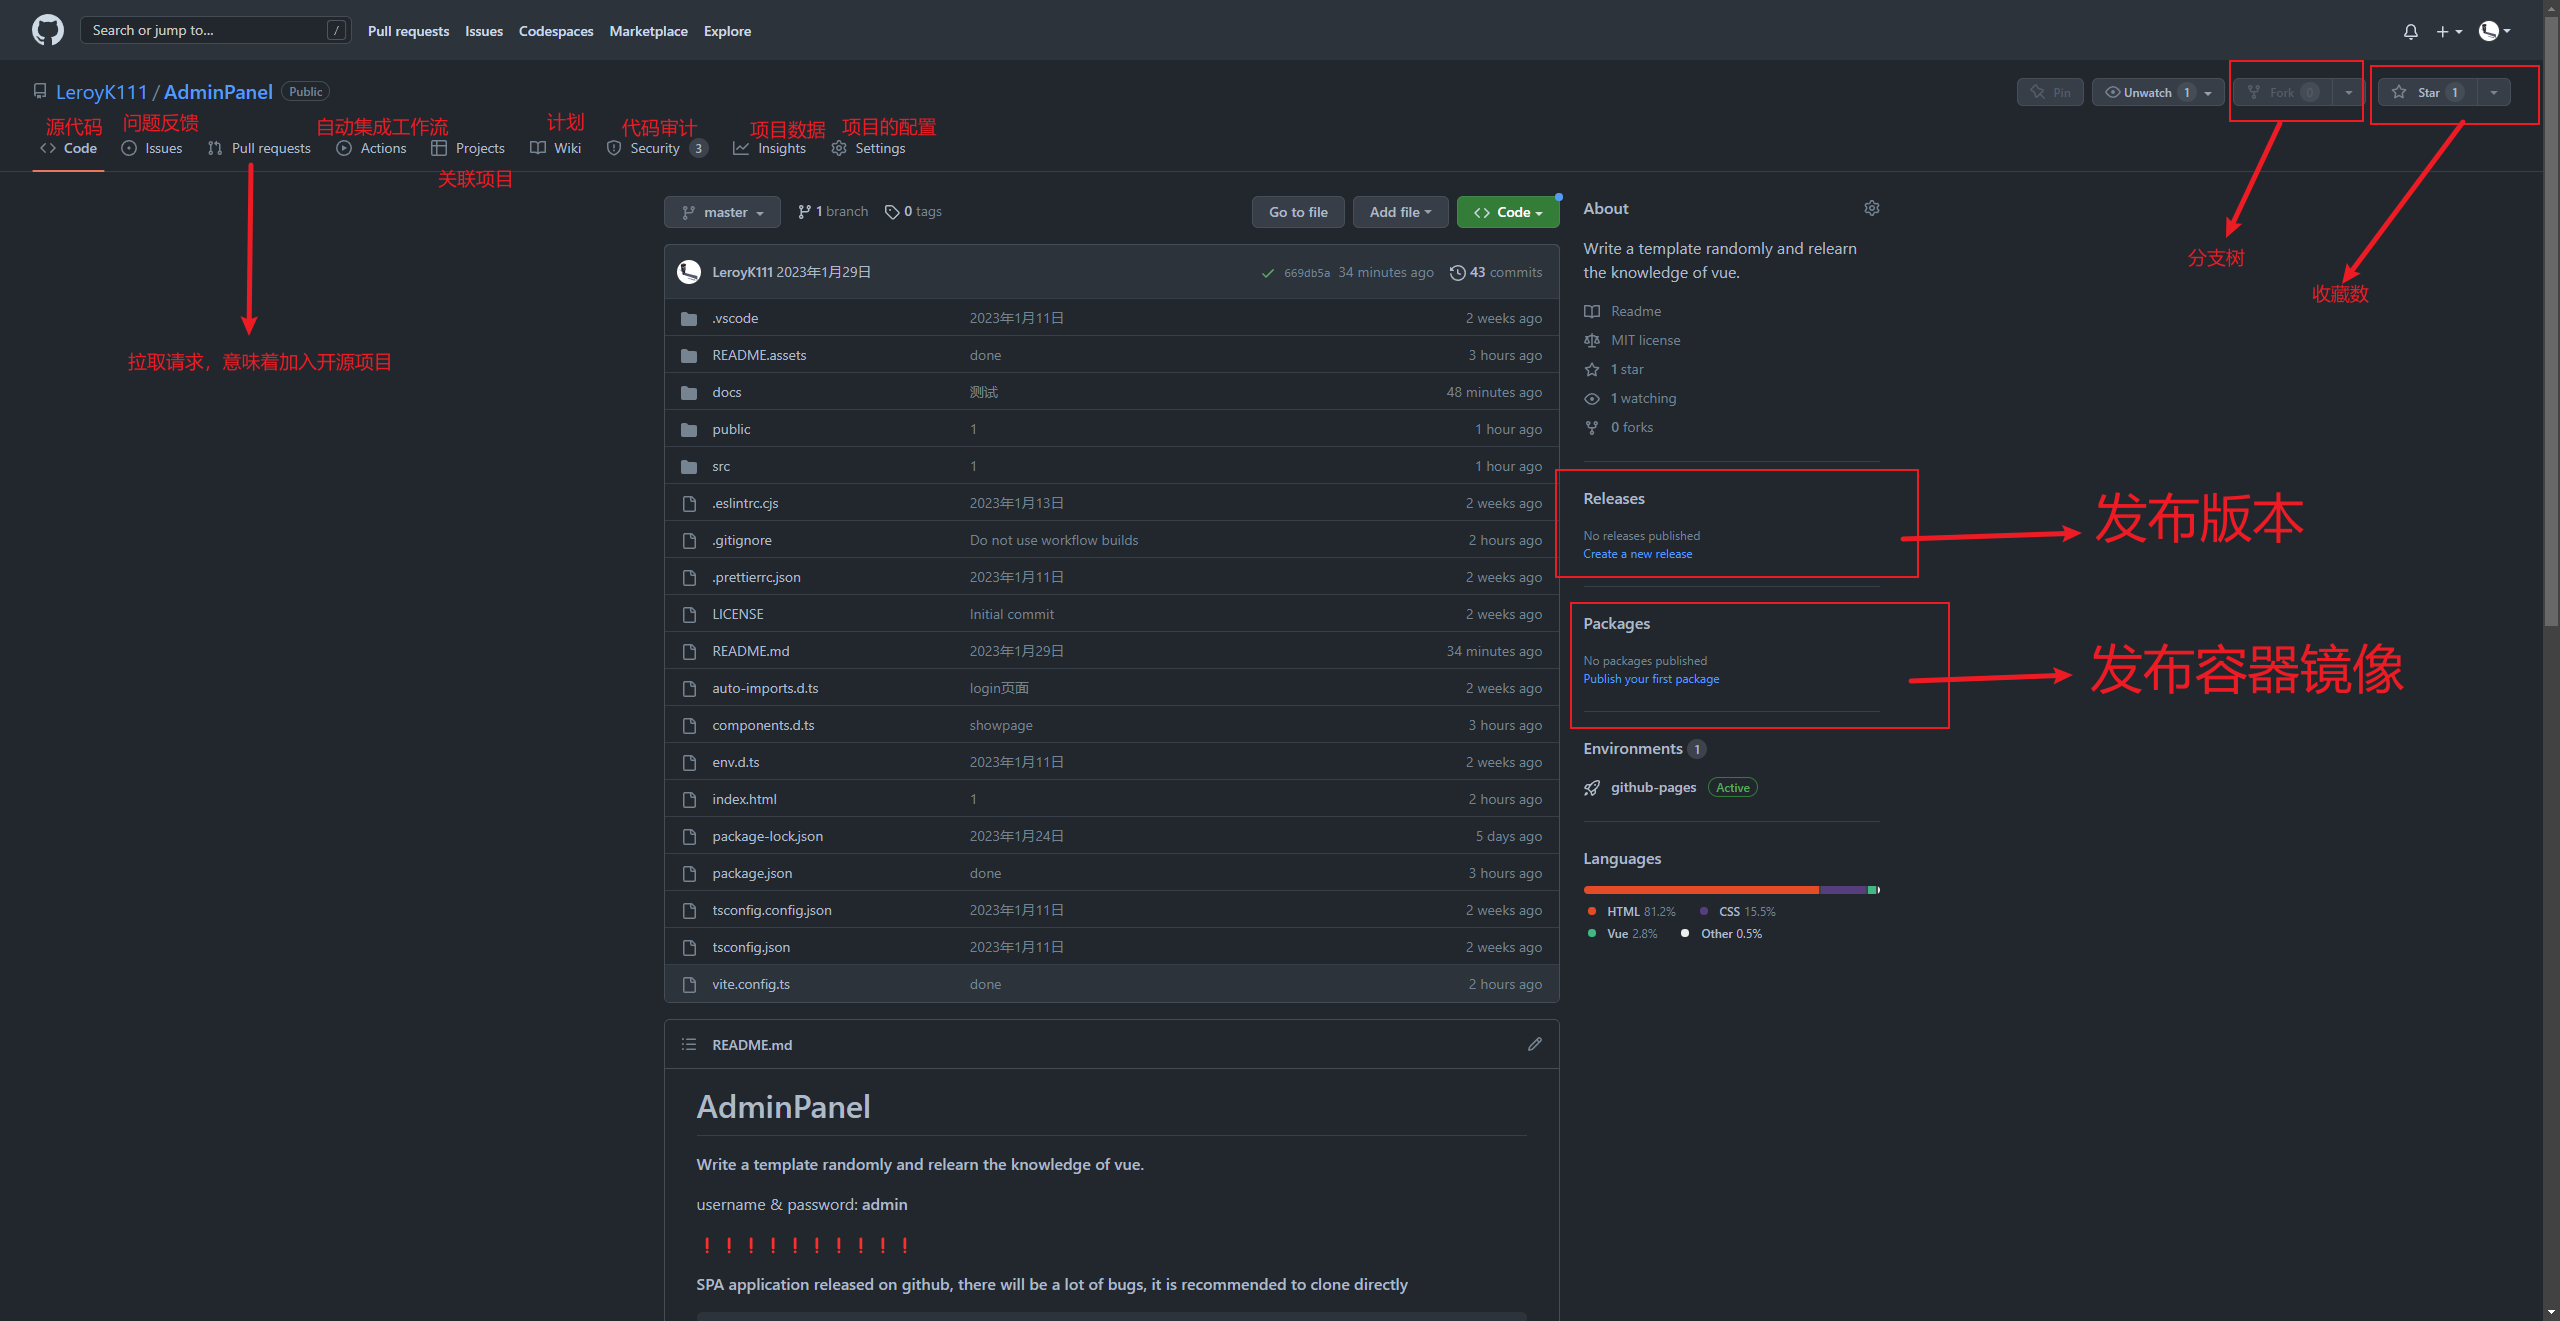 Search or jump to... /
Pull requests Issues Codespaces Marketplace Explore
LeroyK111 / AdminPanel Public
Pin Unwatch 1 Fork 0 Star 1
源代码 问题反馈 自动集成工作流 计划 代码审计 项目数据 项目的配置
Code Issues Pull requests Actions Projects Wiki Security 3 Insights Settings
关联项目
拉取请求，意味着加入开源项目
分支树
收藏数
master 1 branch 0 tags Go to file Add file Code
LeroyK111 2023年1月29日 669db5a 34 minutes ago 43 commits
.vscode 2023年1月11日 2 weeks ago
README.assets done 3 hours ago
docs 测试 48 minutes ago
public 1 1 hour ago
src 1 1 hour ago
.eslintrc.cjs 2023年1月13日 2 weeks ago
.gitignore Do not use workflow builds 2 hours ago
.prettierrc.json 2023年1月11日 2 weeks ago
LICENSE Initial commit 2 weeks ago
README.md 2023年1月29日 34 minutes ago
auto-imports.d.ts login页面 2 weeks ago
components.d.ts showpage 3 hours ago
env.d.ts 2023年1月11日 2 weeks ago
index.html 1 2 hours ago
package-lock.json 2023年1月24日 5 days ago
package.json done 3 hours ago
tsconfig.config.json 2023年1月11日 2 weeks ago
tsconfig.json 2023年1月11日 2 weeks ago
vite.config.ts done 2 hours ago
README.md
AdminPanel
Write a template randomly and relearn the knowledge of vue.
username & password: admin
❗❗❗❗❗❗❗❗❗❗
SPA application released on github, there will be a lot of bugs, it is recommended to clone directly
About
Write a template randomly and relearn
the knowledge of vue.
Readme
MIT license
1 star
1 watching
0 forks
Releases
No releases published
Create a new release
发布版本
Packages
No packages published
Publish your first package
发布容器镜像
Environments 1
github-pages Active
Languages
HTML 81.2% CSS 15.5%
Vue 2.8% Other 0.5%